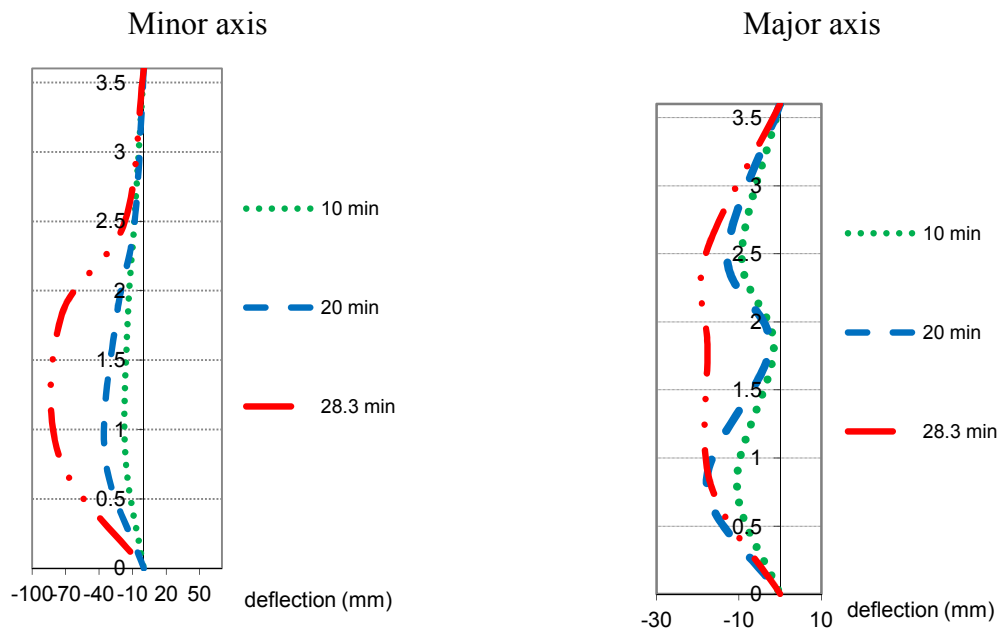 Minor axis
Major axis
3.5
3
2.5
2
1.5
1
0.5
0
-100 -70 -40 -10 20 50
deflection (mm)
10 min
20 min
28.3 min
3.5
3
2.5
2
1.5
1
0.5
0
-30 -10 10
deflection (mm)
10 min
20 min
28.3 min